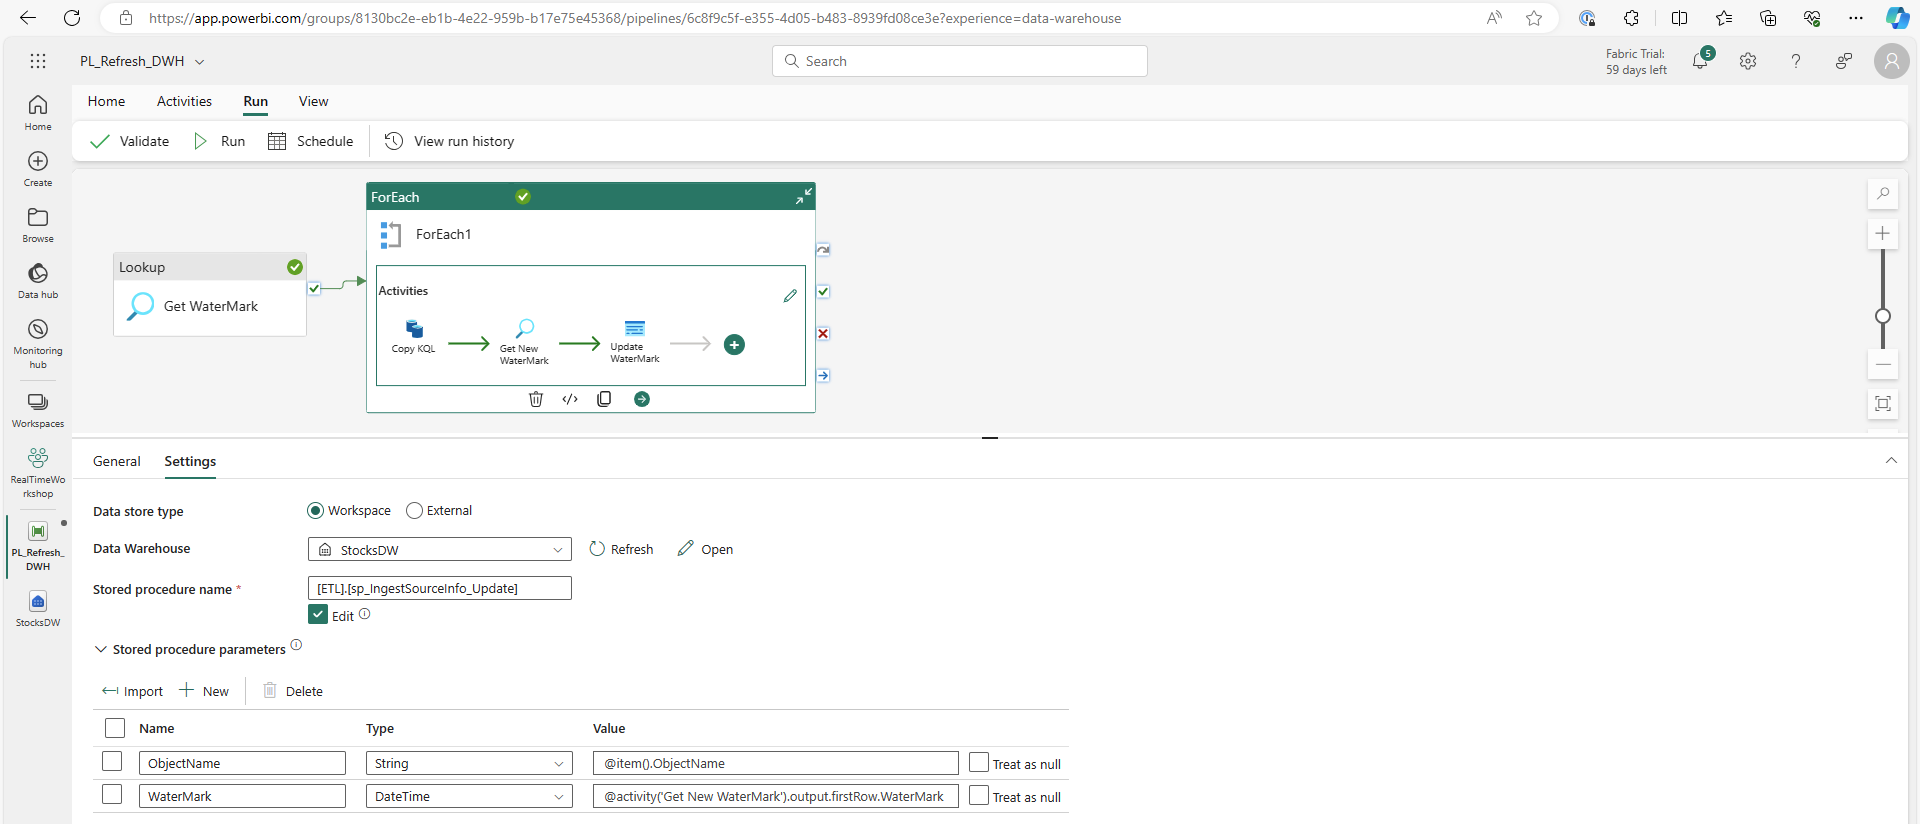 https://app.powerbi.com/groups/8130bc2e-eb1b-4e22-959b-b17e75e45368/pipelines/6c8f9c5f-e355-4d05-b483-8939fd08ce3e?experience=data-warehouse
PL_Refresh_DWH
Search
Fabric Trial:
59 days left
5
Home
Activities
Run
View
Validate
Run
Schedule
View run history
Home
Create
Browse
Data hub
Monitoring
hub
Workspaces
RealTimeWo
rkshop
PL_Refresh_
DWH
StocksDW
Lookup
Get WaterMark
ForEach
ForEach1
Activities
Copy KQL
Get New
WaterMark
Update
WaterMark
General
Settings
Data store type
Workspace
External
Data Warehouse
StocksDW
Refresh
Open
Stored procedure name *
[ETL].[sp_IngestSourceInfo_Update]
Edit
Stored procedure parameters
Import
New
Delete
Name
Type
Value
ObjectName
String
@item().ObjectName
Treat as null
WaterMark
DateTime
@activity('Get New WaterMark').output.firstRow.WaterMark
Treat as null